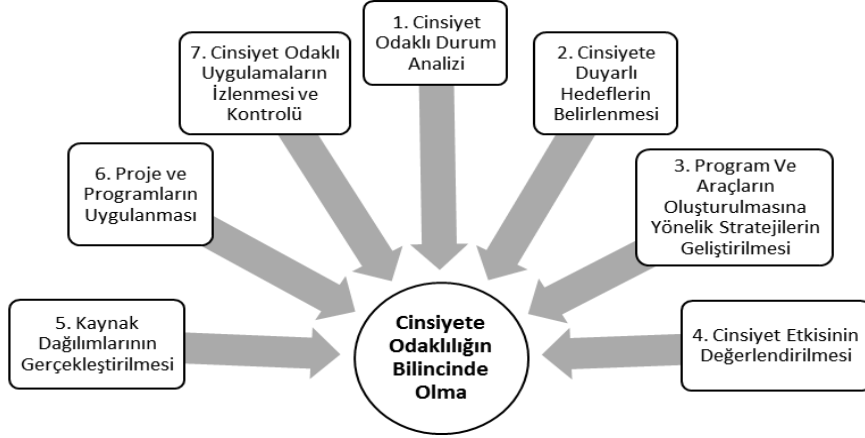 1. Cinsiyet
Odaklı Durum
Analizi
2. Cinsiyete
Duyarlı
Hedeflerin
Belirlenmesi
3. Program Ve
Araçların
Oluşturulmasına
Yönelik Stratejilerin
Geliştirilmesi
4. Cinsiyet Etkisinin
Değerlendirilmesi
5. Kaynak
Dağılımlarının
Gerçekleştirilmesi
6. Proje ve
Programların
Uygulanması
7. Cinsiyet Odaklı
Uygulamaların
İzlenmesi ve
Kontrolü
Cinsiyete
Odaklılığın
Bilincinde
Olma